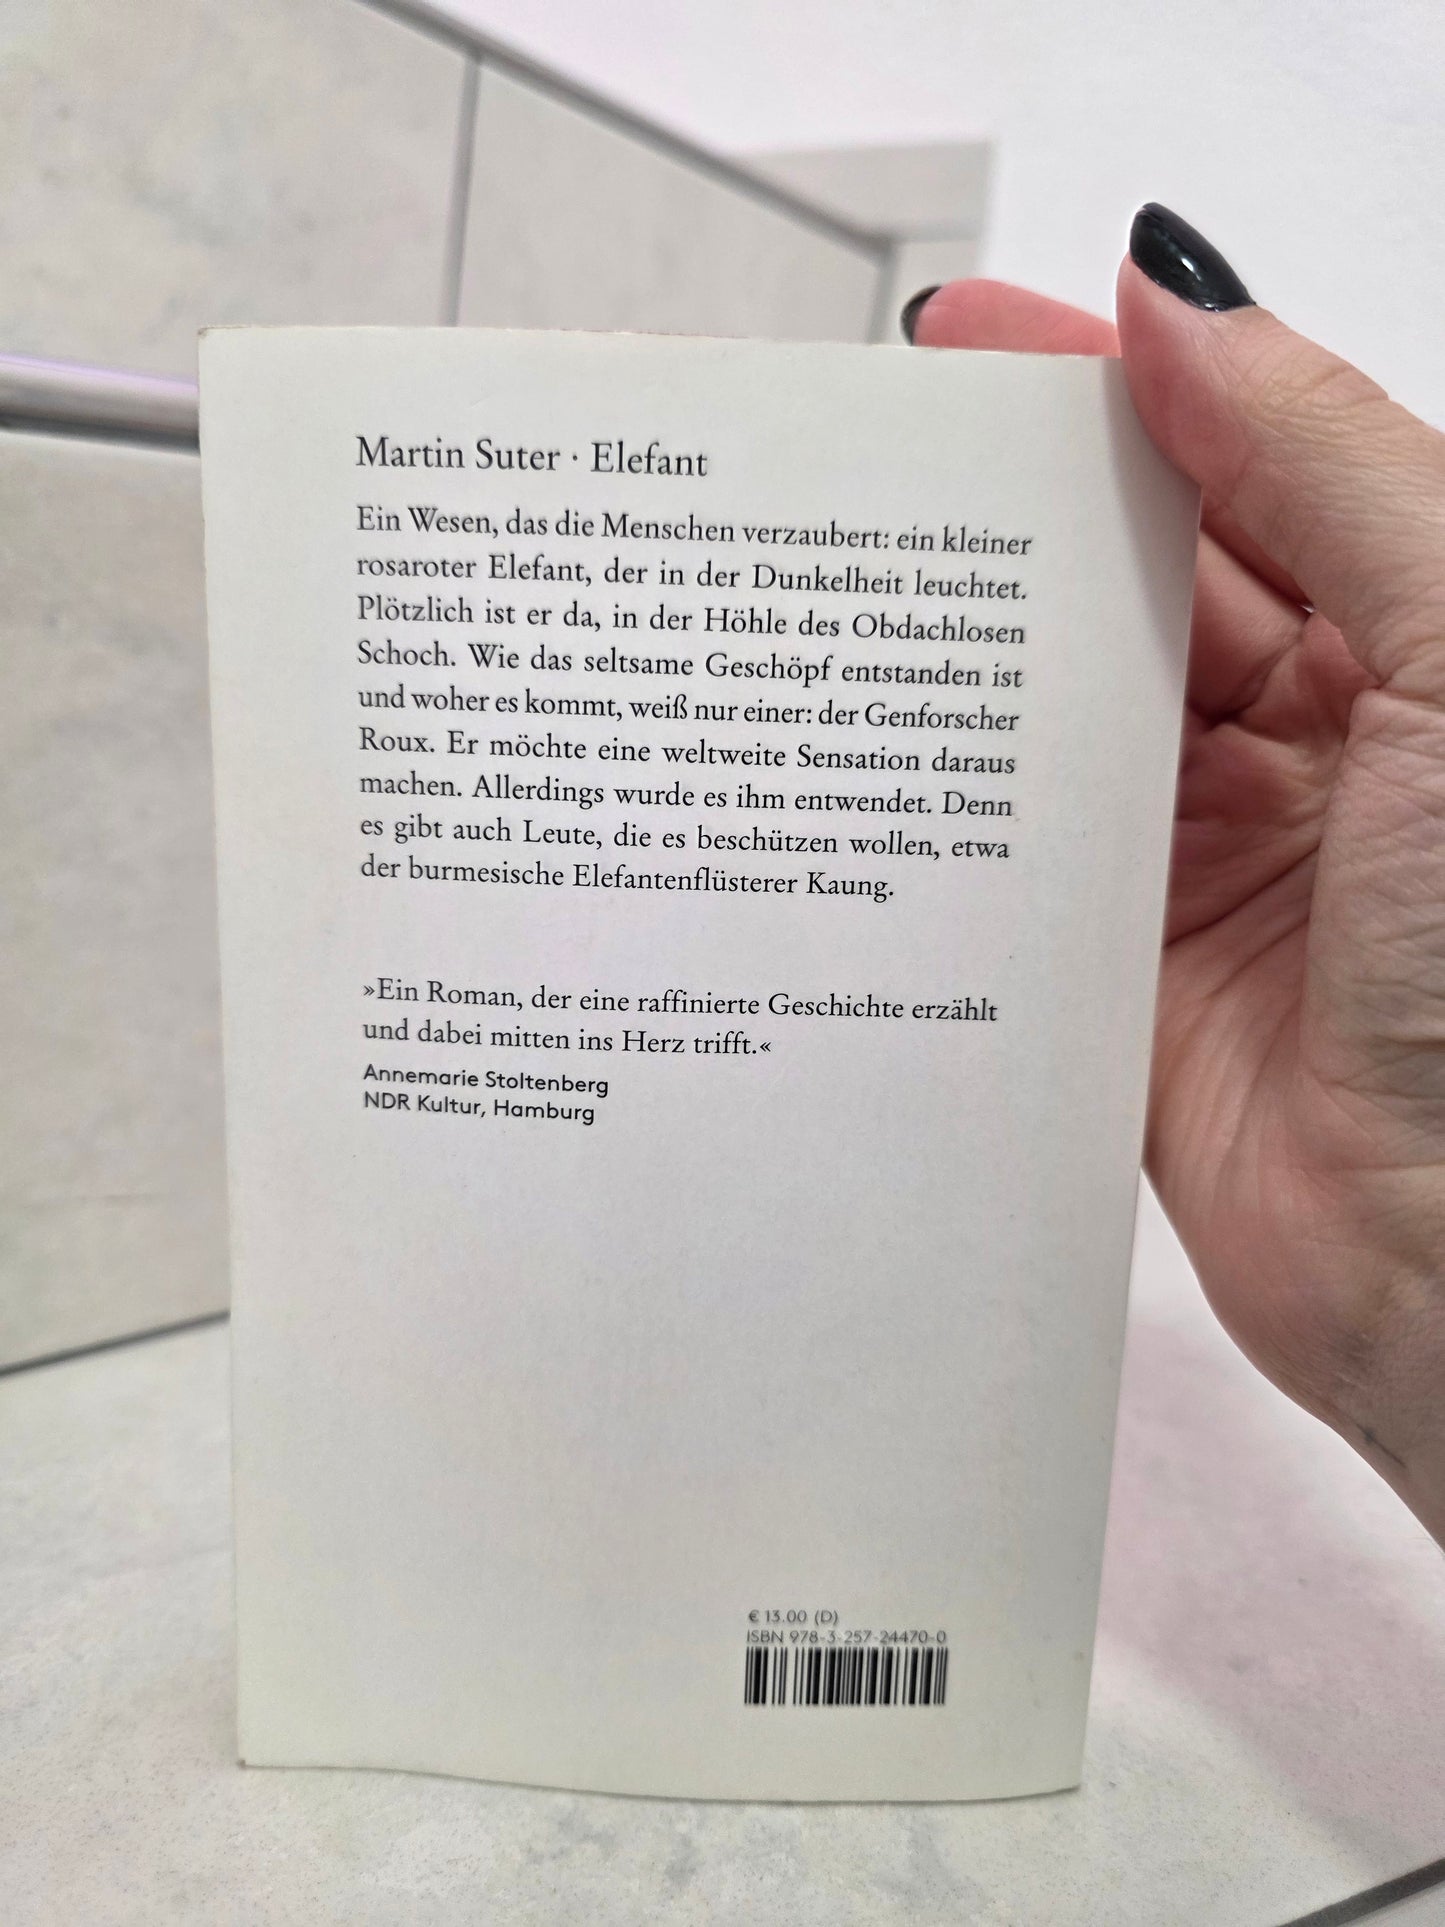 Martin Suter · Elefant
Ein Wesen, das die Menschen verzaubert: ein kleiner
rosaroter Elefant, der in der Dunkelheit leuchtet.
Plötzlich ist er da, in der Höhle des Obdachlosen
Schoch. Wie das seltsame Geschöpf entstanden ist
und woher es kommt, weiß nur einer: der Genforscher
Roux. Er möchte eine weltweite Sensation daraus
machen. Allerdings wurde es ihm entwendet. Denn
es gibt auch Leute, die es beschützen wollen, etwa
der burmesische Elefantenflüsterer Kaung.
»Ein Roman, der eine raffinierte Geschichte erzählt
und dabei mitten ins Herz trifft.«
Annemarie Stoltenberg
NDR Kultur, Hamburg
€ 13.00 (D)
ISBN 978-3-257-24470-0